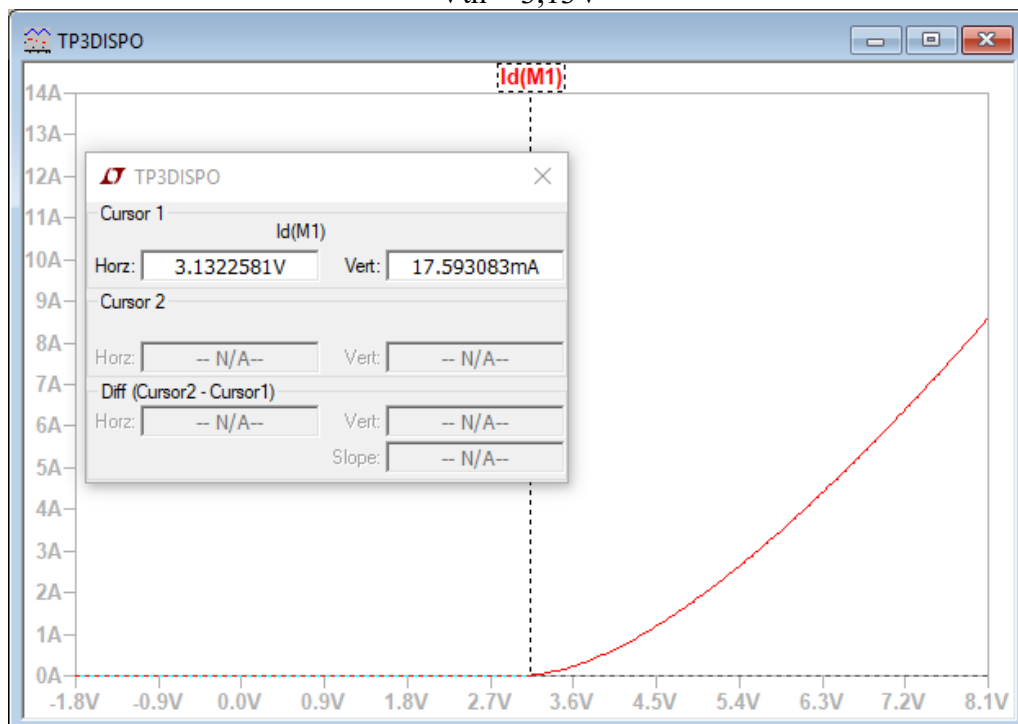 TP3DISPO
Id(M1)
14A
13A
12A
11A
10A
9A
8A
7A
6A
5A
4A
3A
2A
1A
0A
TP3DISPO
Cursor 1
Id(M1)
Horz: 3.1322581V Vert: 17.593083mA
Cursor 2
Horz: -- N/A-- Vert: -- N/A--
Diff (Cursor2 - Cursor1)
Horz: -- N/A-- Vert: -- N/A--
Slope: -- N/A--
-1.8V -0.9V 0.0V 0.9V 1.8V 2.7V 3.6V 4.5V 5.4V 6.3V 7.2V 8.1V